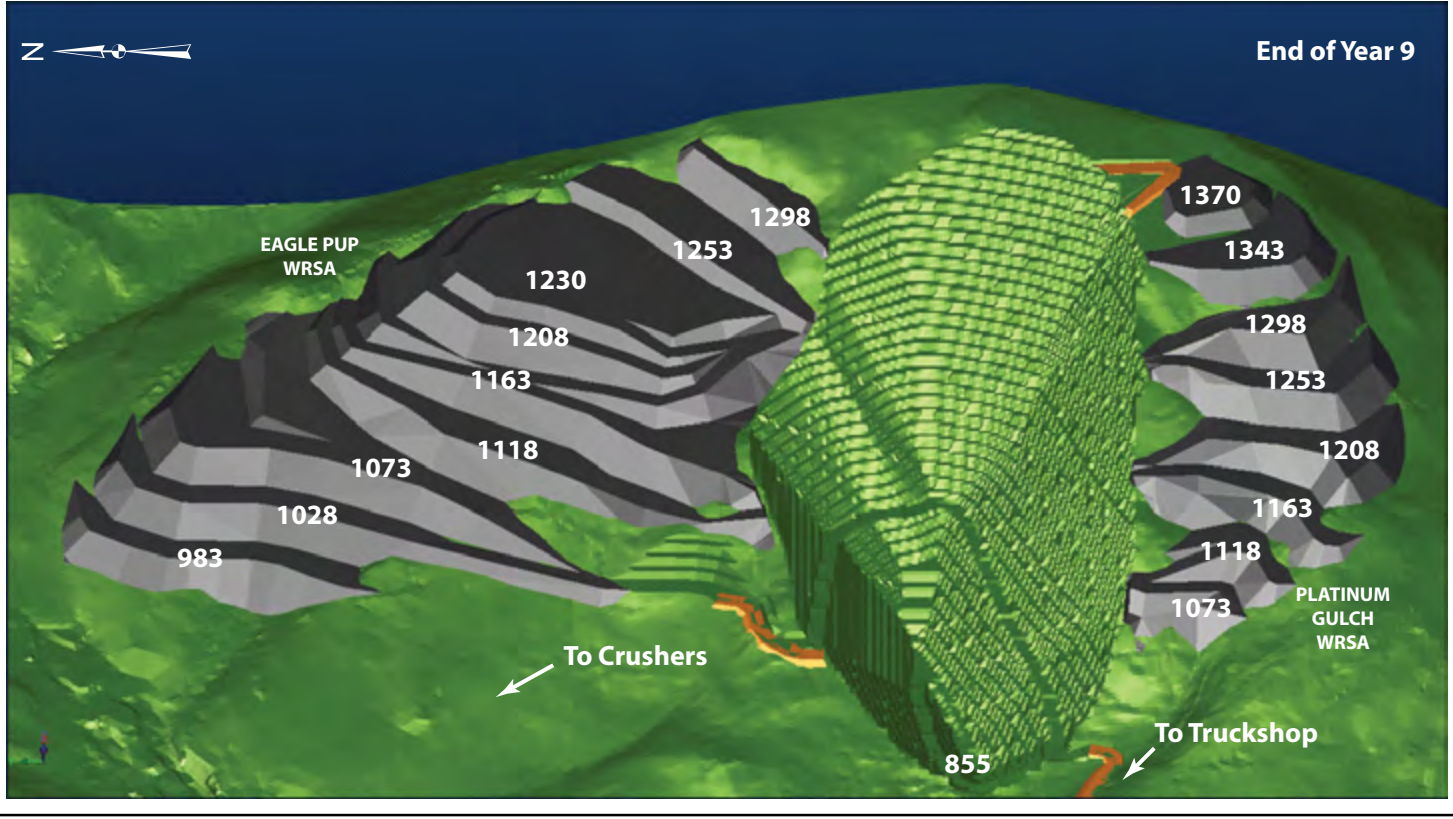 N
End of Year 9
EAGLE PUP
WRSA
1298
1253
1230
1208
1163
1118
1073
1028
983
1370
1343
1298
1253
1208
1163
1118
1073
PLATINUM
GULCH
WRSA
To Crushers
To Truckshop
855